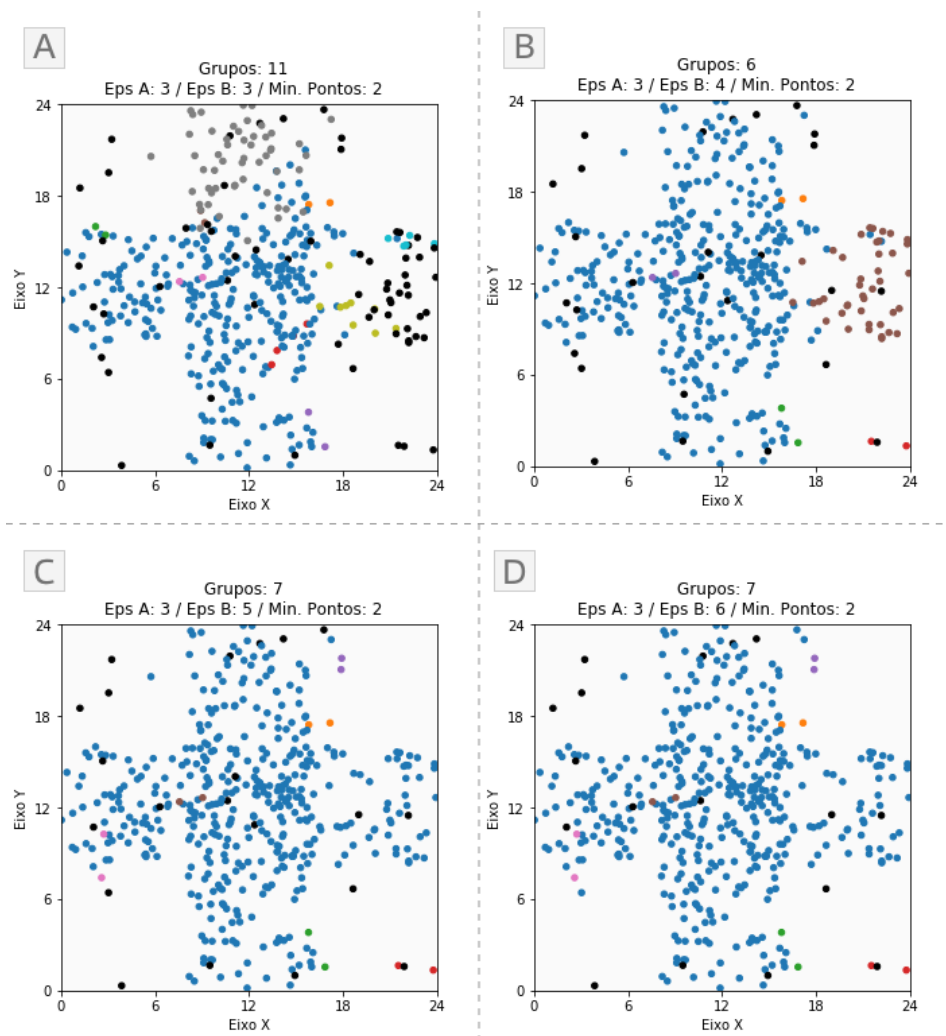 A
Grupos: 11
Eps A: 3 / Eps B: 3 / Min. Pontos: 2
24
18
12
6
0
Eixo Y
0 6 12 18 24
Eixo X
B
Grupos: 6
Eps A: 3 / Eps B: 4 / Min. Pontos: 2
24
18
12
6
0
Eixo Y
0 6 12 18 24
Eixo X
C
Grupos: 7
Eps A: 3 / Eps B: 5 / Min. Pontos: 2
24
18
12
6
0
Eixo Y
0 6 12 18 24
Eixo X
D
Grupos: 7
Eps A: 3 / Eps B: 6 / Min. Pontos: 2
24
18
12
6
0
Eixo Y
0 6 12 18 24
Eixo X